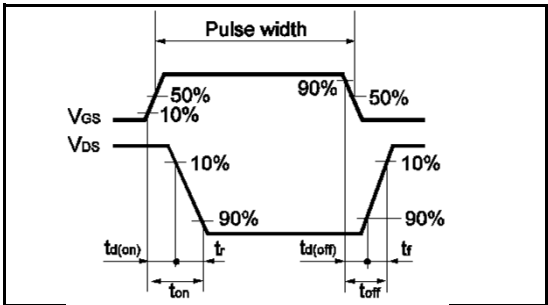 Pulse width
90% 50%
50%
VGS 10%
VDS
10% 10%
90% 90%
td(on) tr td(off) tf
ton toff